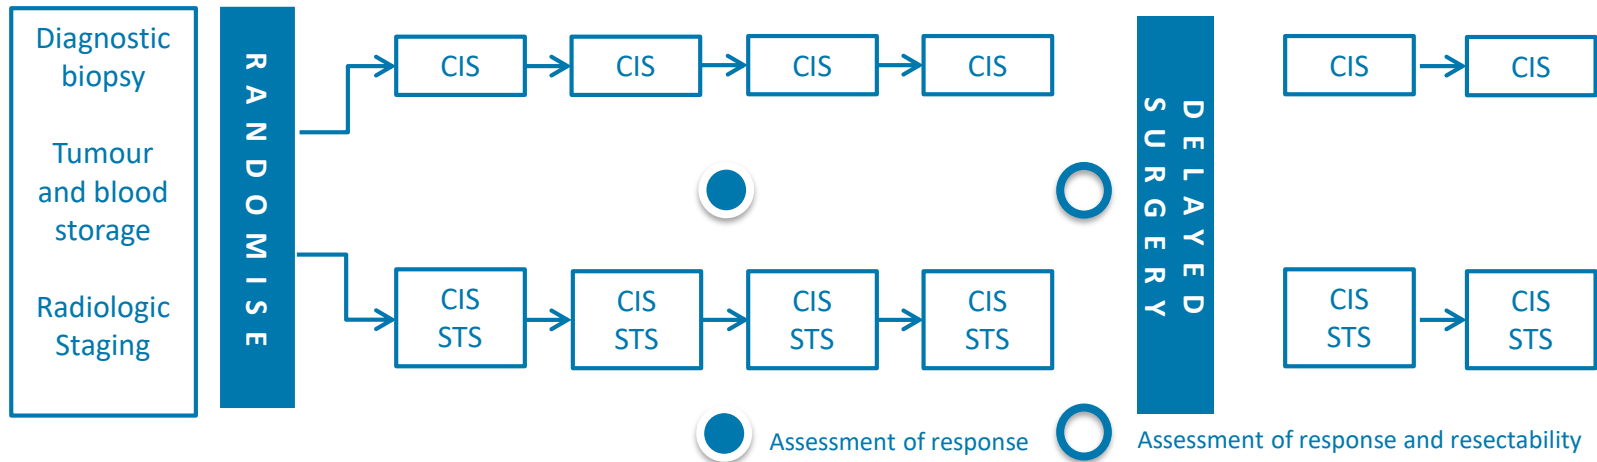 Diagnostic
biopsy
Tumour
and blood
storage
Radiologic
Staging
RANDOMISE
CIS
CIS
CIS
CIS
CIS
STS
CIS
STS
CIS
STS
CIS
STS
DELAYED
SURGERY
CIS
CIS
CIS
STS
CIS
STS
Assessment of response
Assessment of response and resectability